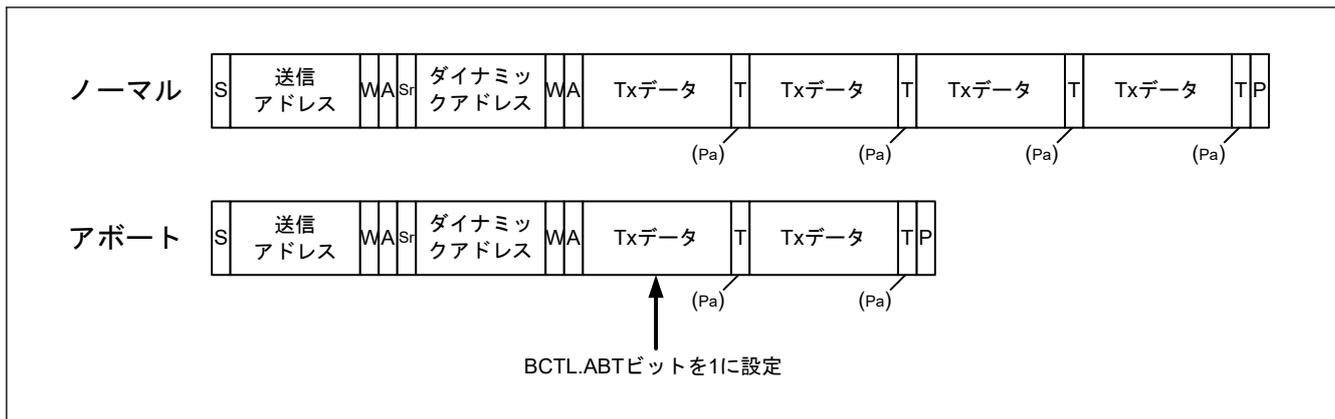 ノーマル
S 送信アドレス W A Sr ダイナミックアドレス W A Txデータ T Txデータ T Txデータ T Txデータ T P
(Pa) (Pa) (Pa) (Pa)
アボート
S 送信アドレス W A Sr ダイナミックアドレス W A Txデータ T Txデータ T P
(Pa) (Pa)
BCTL.ABTビットを1に設定